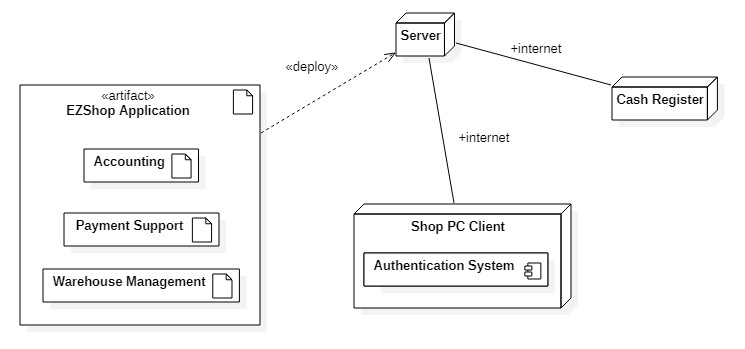 Server
+internet
«deploy»
«artifact»
EZShop Application
Cash Register
Accounting
+internet
Payment Support
Shop PC Client
Authentication System
Warehouse Management